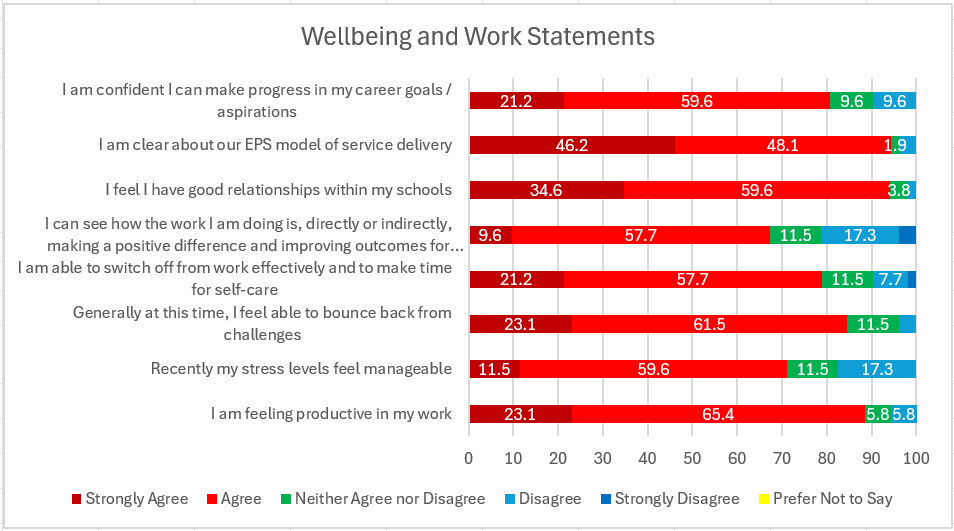 Wellbeing and Work Statements
I am confident I can make progress in my career goals /
aspirations
21.2 59.6 9.6 9.6
I am clear about our EPS model of service delivery
46.2 48.1 1.9
I feel I have good relationships within my schools
34.6 59.6 3.8
I can see how the work I am doing is, directly or indirectly,
making a positive difference and improving outcomes for...
9.6 57.7 11.5 17.3
I am able to switch off from work effectively and to make time
for self-care
21.2 57.7 11.5 7.7
Generally at this time, I feel able to bounce back from
challenges
23.1 61.5 11.5
Recently my stress levels feel manageable
11.5 59.6 11.5 17.3
I am feeling productive in my work
23.1 65.4 5.8 5.8
0 10 20 30 40 50 60 70 80 90 100
Strongly Agree Agree Neither Agree nor Disagree Disagree Strongly Disagree Prefer Not to Say